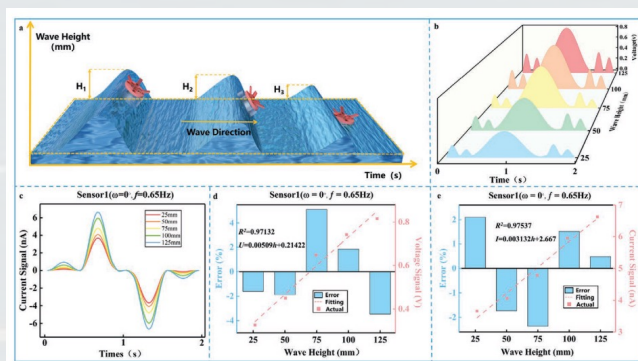 a
Wave Height
(mm)
H1
H2
H3
Wave Direction
Time (s)
b
0.8
0.6
0.4
0.2
0.0
Voltage(v)
125
100
75
50
25
Wave Height (mm)
0
1
2
Time (s)
c
Sensor1(ω=0°,f=0.65Hz)
6
4
2
0
-2
-4
-6
Current Signal (nA)
25mm
50mm
75mm
100mm
125mm
0
1
2
Times (s)
d
Sensor1(ω = 0°, f = 0.65Hz)
R²=0.97132
U=0.00509h+0.21422
4
2
0
-2
-4
Error (%)
0.8
0.6
0.4
Voltage Signal (V)
Error
Fitting
Actual
25 50 75 100 125
Wave Height (mm)
e
Sensor1(ω = 0°, f = 0.65Hz)
R²=0.97537
I=0.003132h+2.667
2
1
0
-1
-2
Error (%)
7
6
5
4
Current Signal (nA)
Error
Fitting
Actual
25 50 75 100 125
Wave Height (mm)